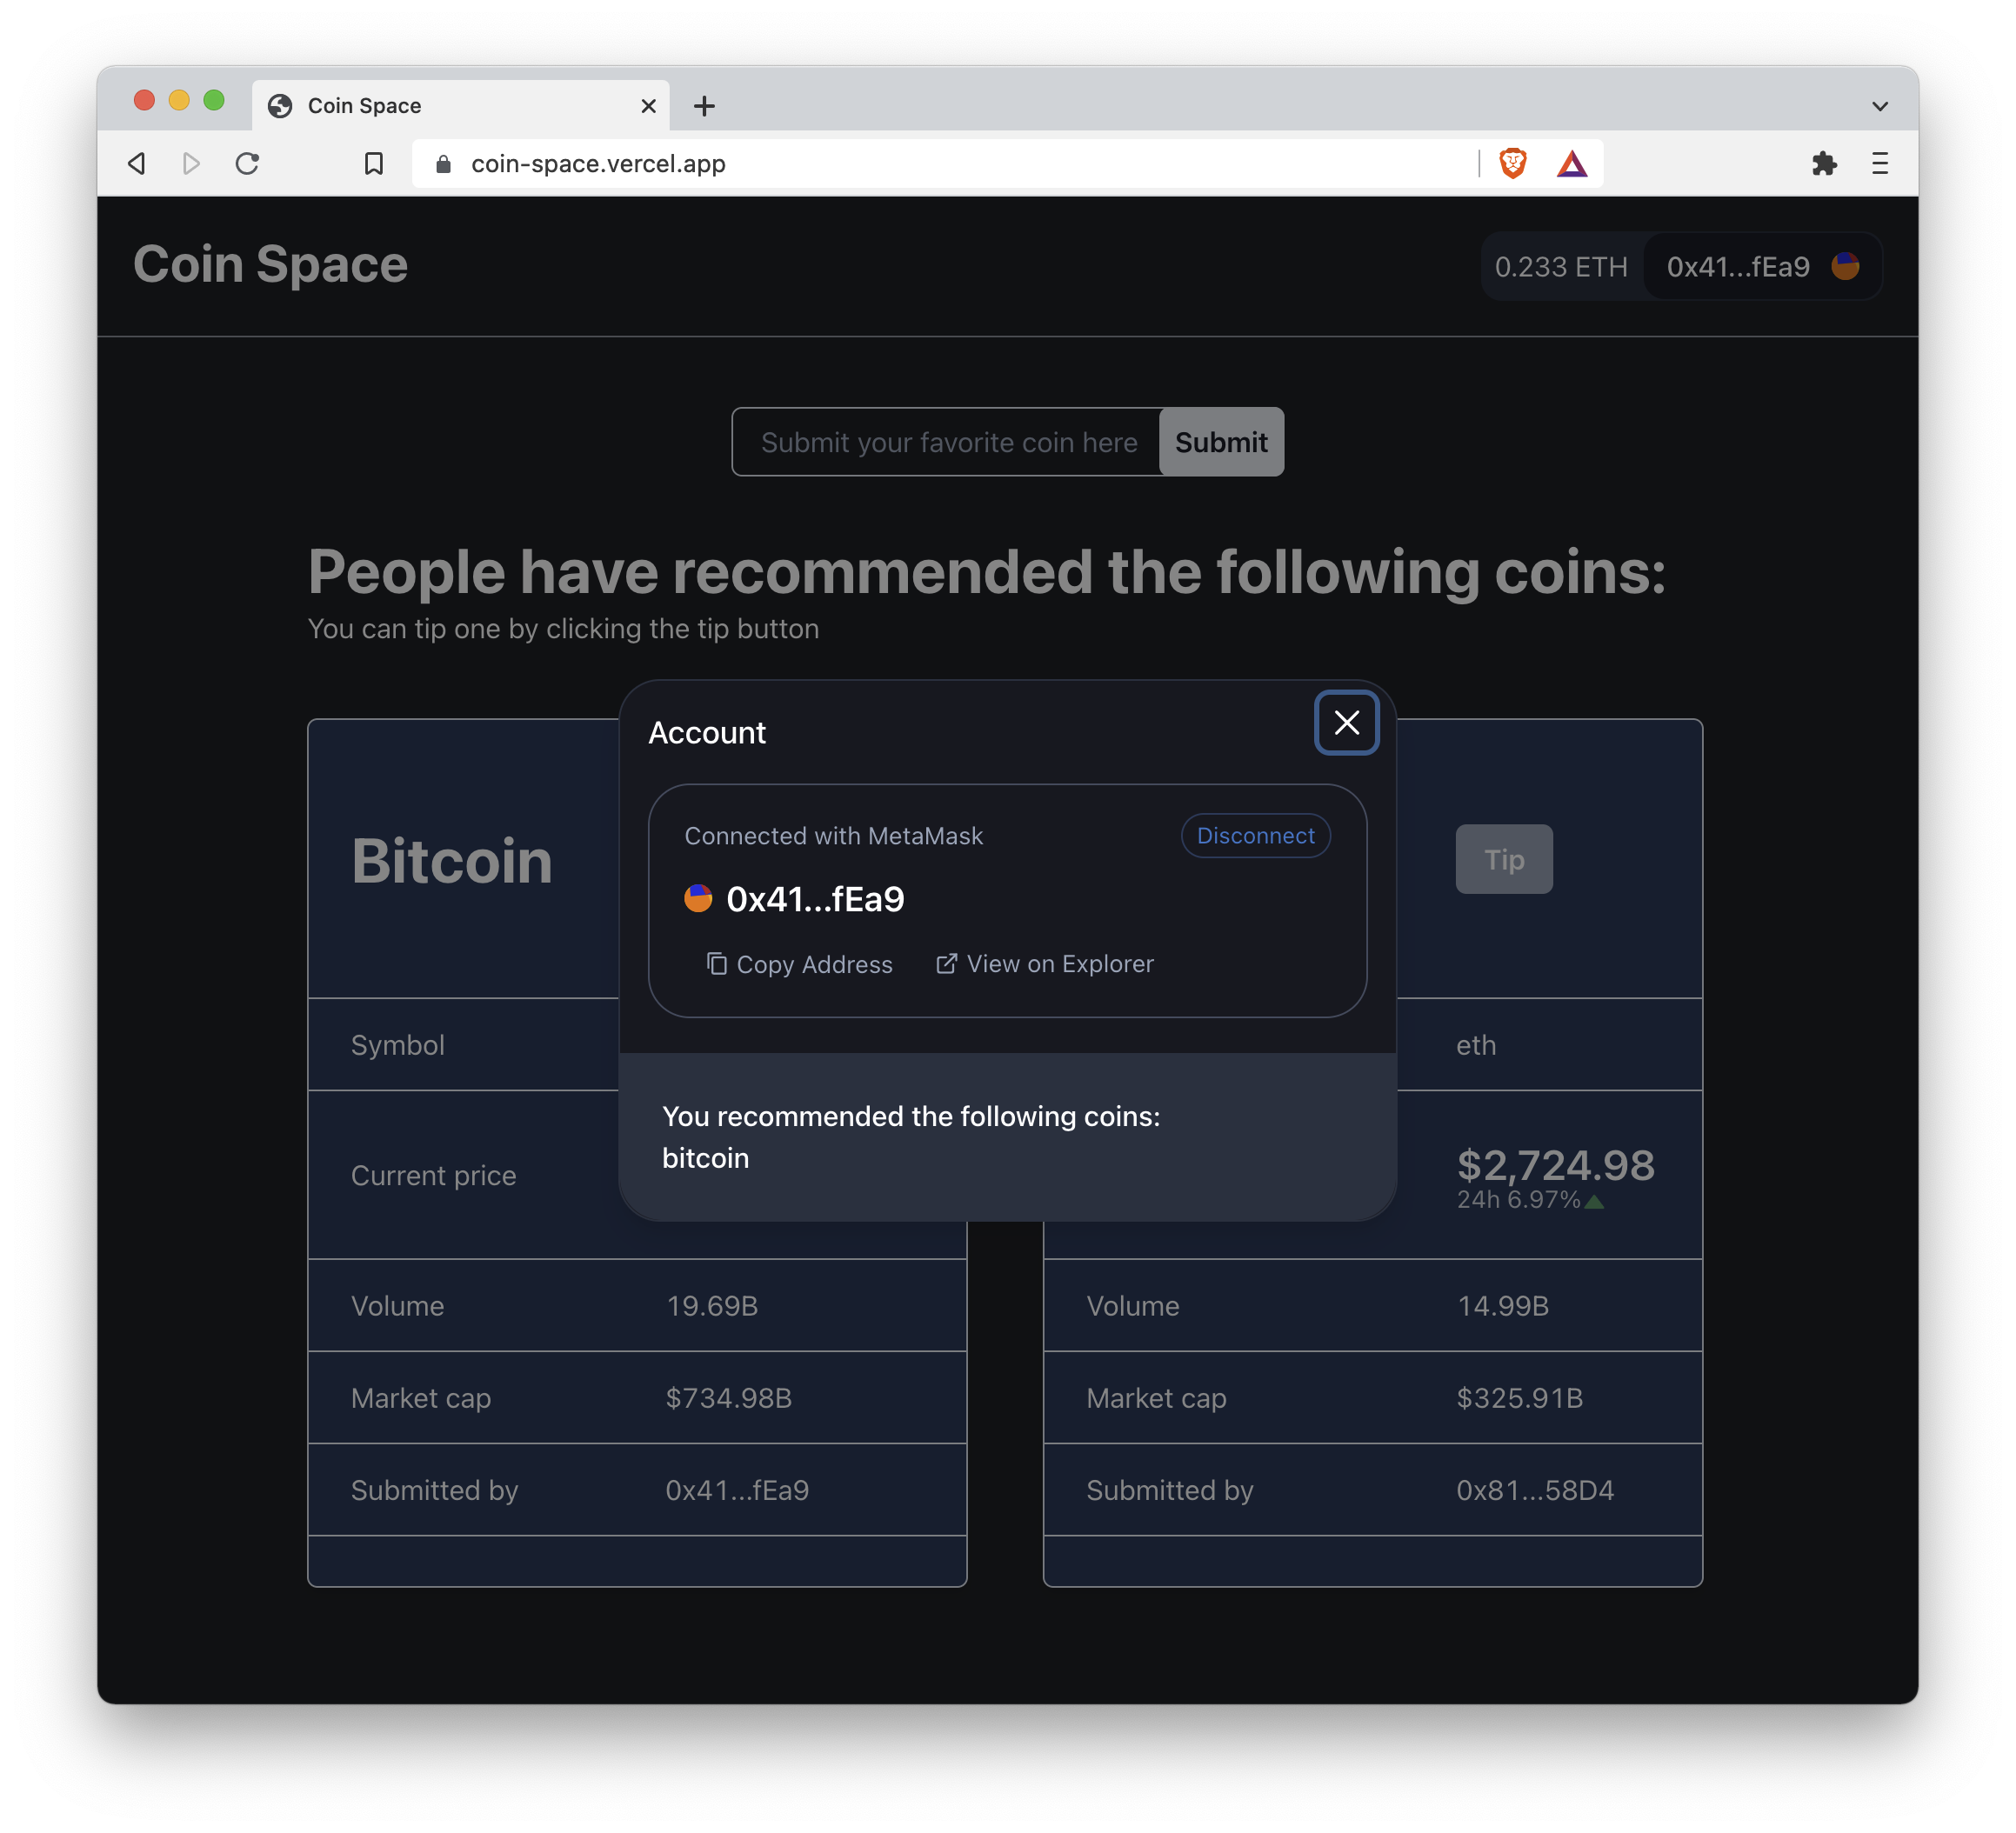 Coin Space
coin-space.vercel.app
Coin Space
0.233 ETH 0x41...fEa9
Submit your favorite coin here Submit
People have recommended the following coins:
You can tip one by clicking the tip button
Account
Connected with MetaMask Disconnect
0x41...fEa9
Copy Address View on Explorer
You recommended the following coins:
bitcoin
Bitcoin
Symbol
Current price
Volume 19.69B
Market cap $734.98B
Submitted by 0x41...fEa9
Tip
eth
$2,724.98
24h 6.97%
Volume 14.99B
Market cap $325.91B
Submitted by 0x81...58D4